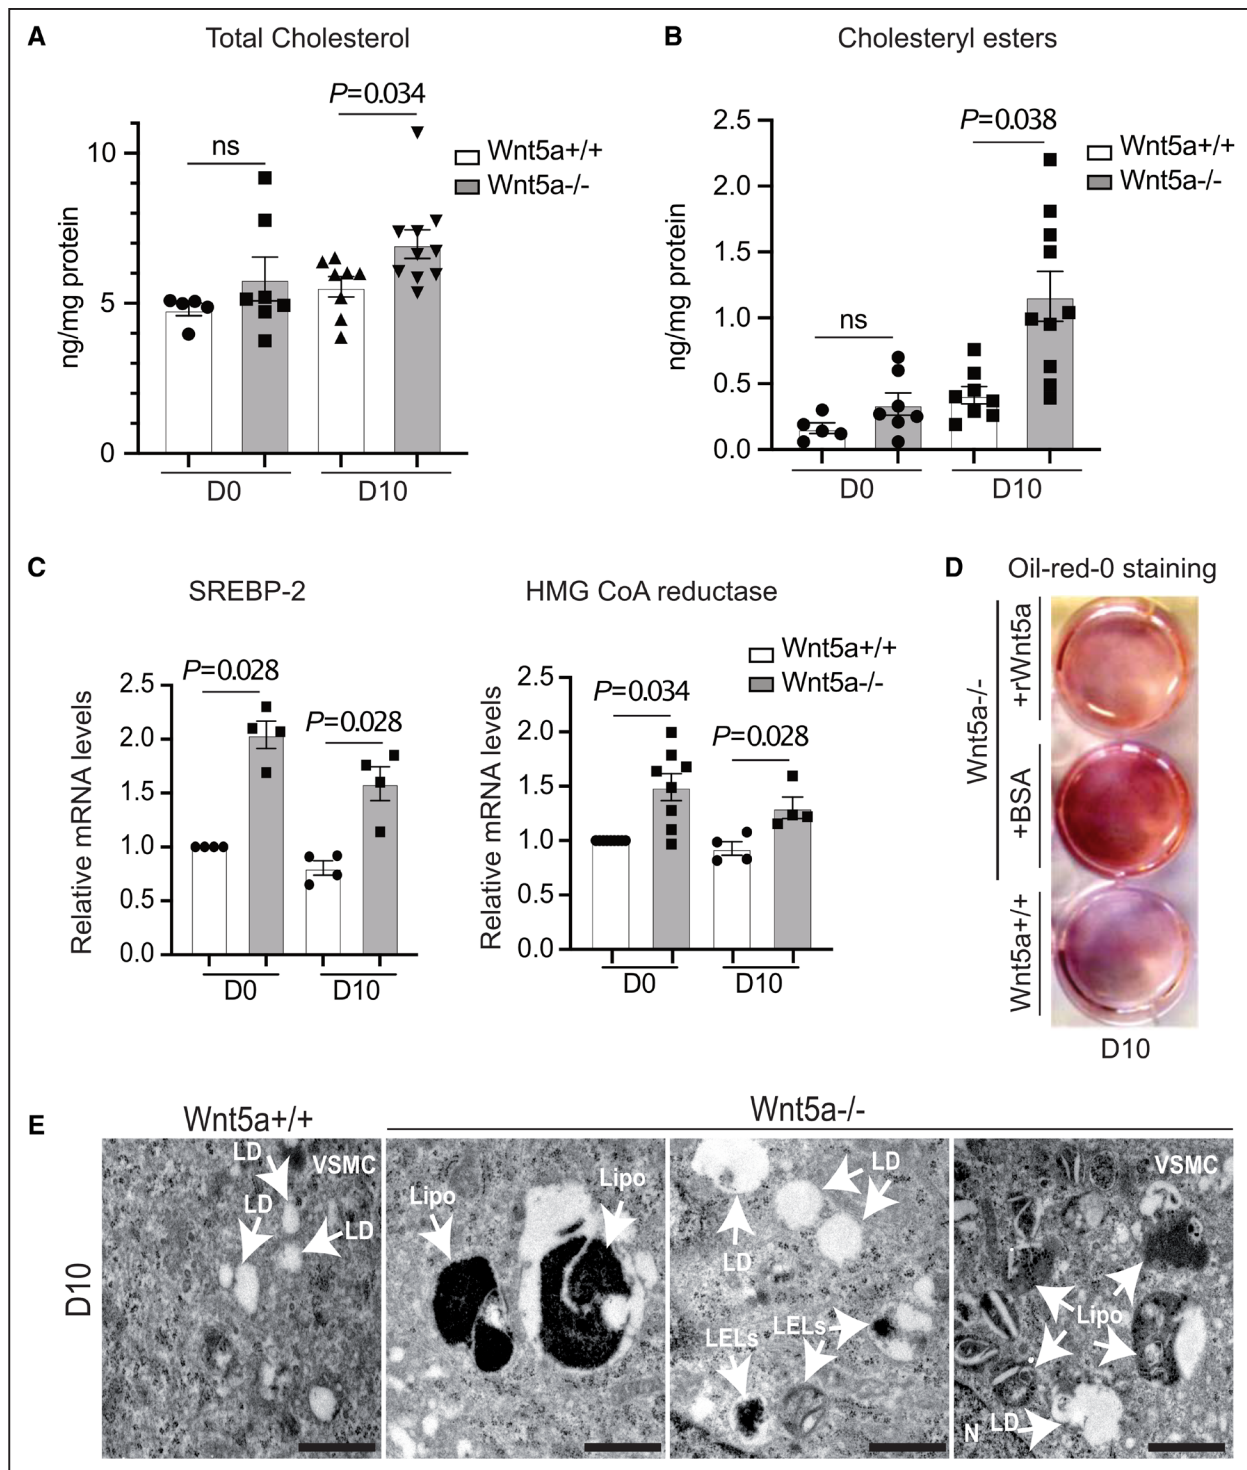 A
Total Cholesterol
ng/mg protein
10
5
0
ns
P=0.034
Wnt5a+/+
Wnt5a-/-
D0
D10
B
Cholesteryl esters
ng/mg protein
2.5
2.0
1.5
1.0
0.5
0.0
ns
P=0.038
Wnt5a+/+
Wnt5a-/-
D0
D10
C
SREBP-2
Relative mRNA levels
2.5
2.0
1.5
1.0
0.5
0.0
P=0.028
P=0.028
D0
D10
HMG CoA reductase
Relative mRNA levels
2.5
2.0
1.5
1.0
0.5
0.0
P=0.034
P=0.028
Wnt5a+/+
Wnt5a-/-
D0
D10
D
Oil-red-0 staining
Wnt5a-/-
+rWnt5a
+BSA
Wnt5a+/+
D10
E
Wnt5a+/+
Wnt5a-/-
D10
LD
VSMC
LD
LD
Lipo
Lipo
LD
LD
LELs
LELs
VSMC
Lipo
N
LD